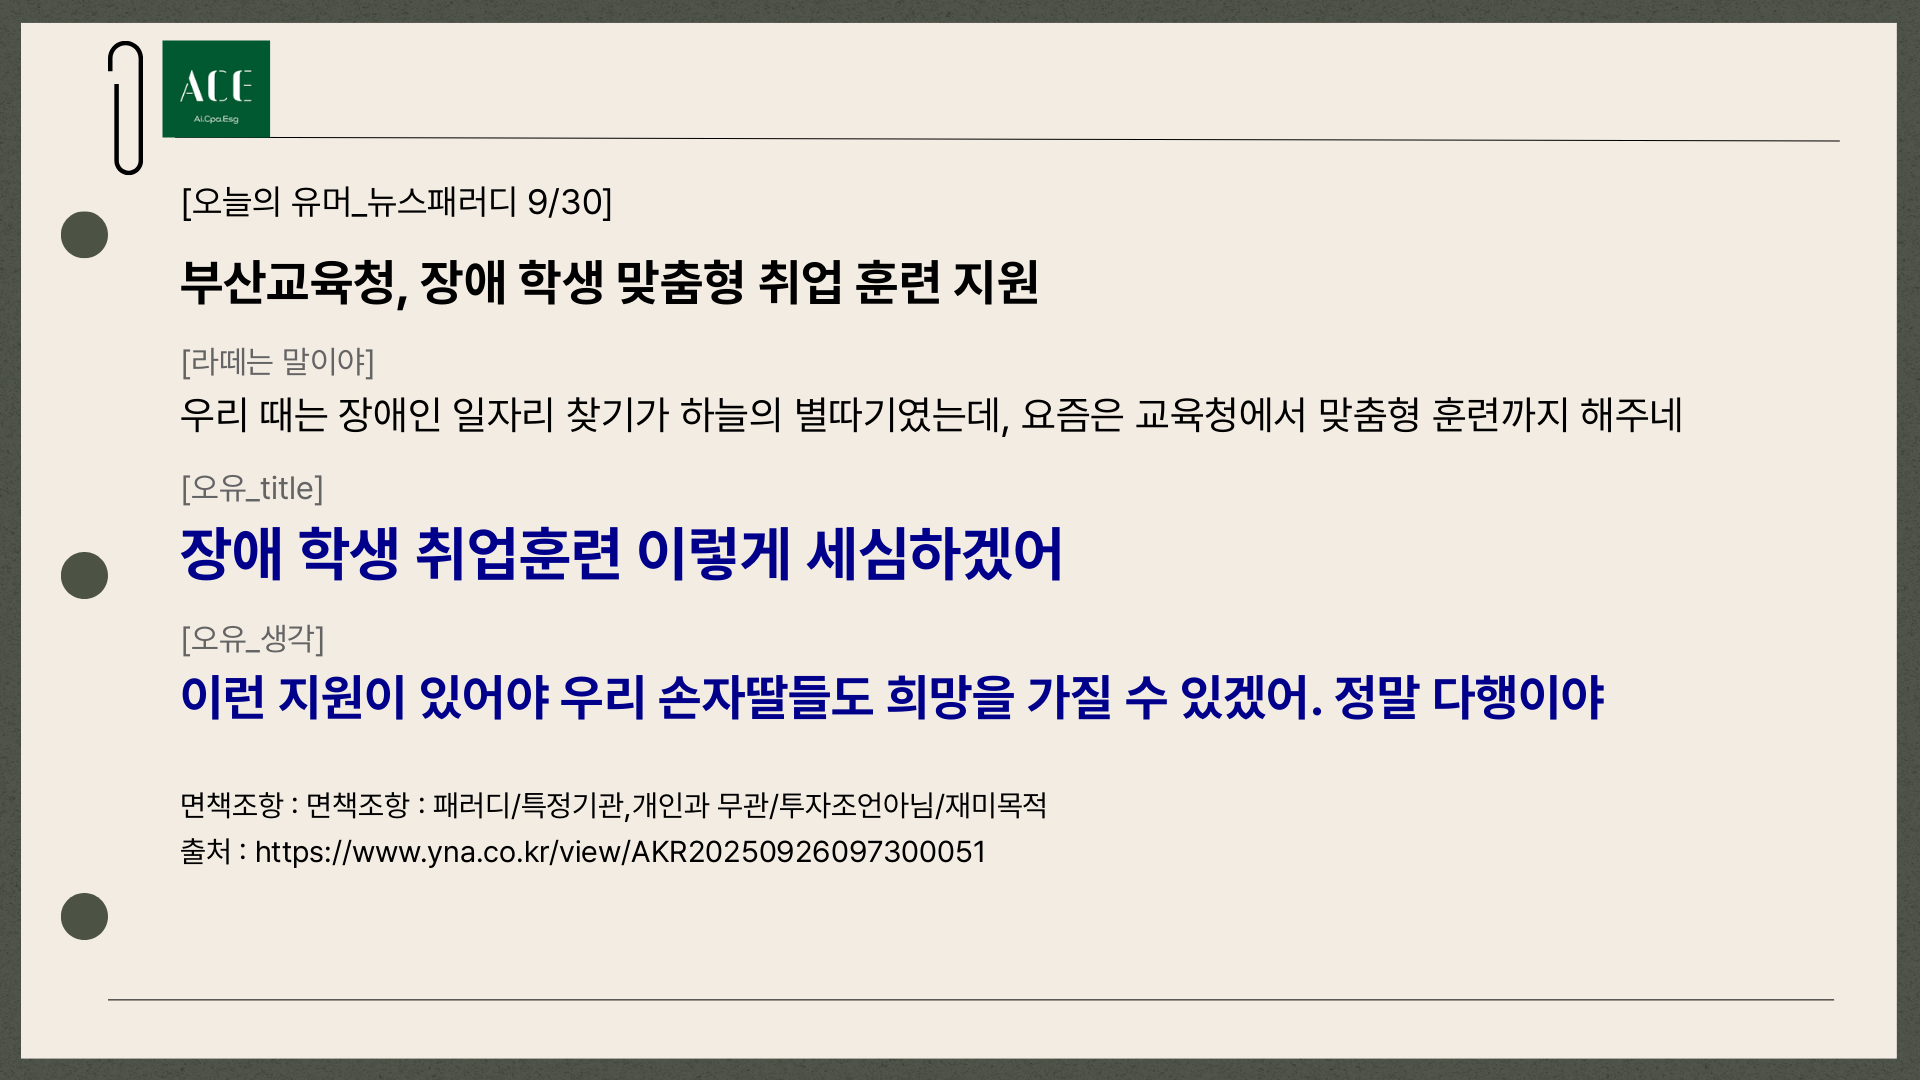 ACE
Ai.Cpa.Esg
[오늘의 유머_뉴스패러디 9/30]
부산교육청, 장애 학생 맞춤형 취업 훈련 지원
[라떼는 말이야]
우리 때는 장애인 일자리 찾기가 하늘의 별따기였는데, 요즘은 교육청에서 맞춤형 훈련까지 해주네
[오유_title]
장애 학생 취업훈련 이렇게 세심하겠어
[오유_생각]
이런 지원이 있어야 우리 손자딸들도 희망을 가질 수 있겠어. 정말 다행이야
면책조항 : 면책조항 : 패러디/특정기관,개인과 무관/투자조언아님/재미목적
출처 : https://www.yna.co.kr/view/AKR20250926097300051